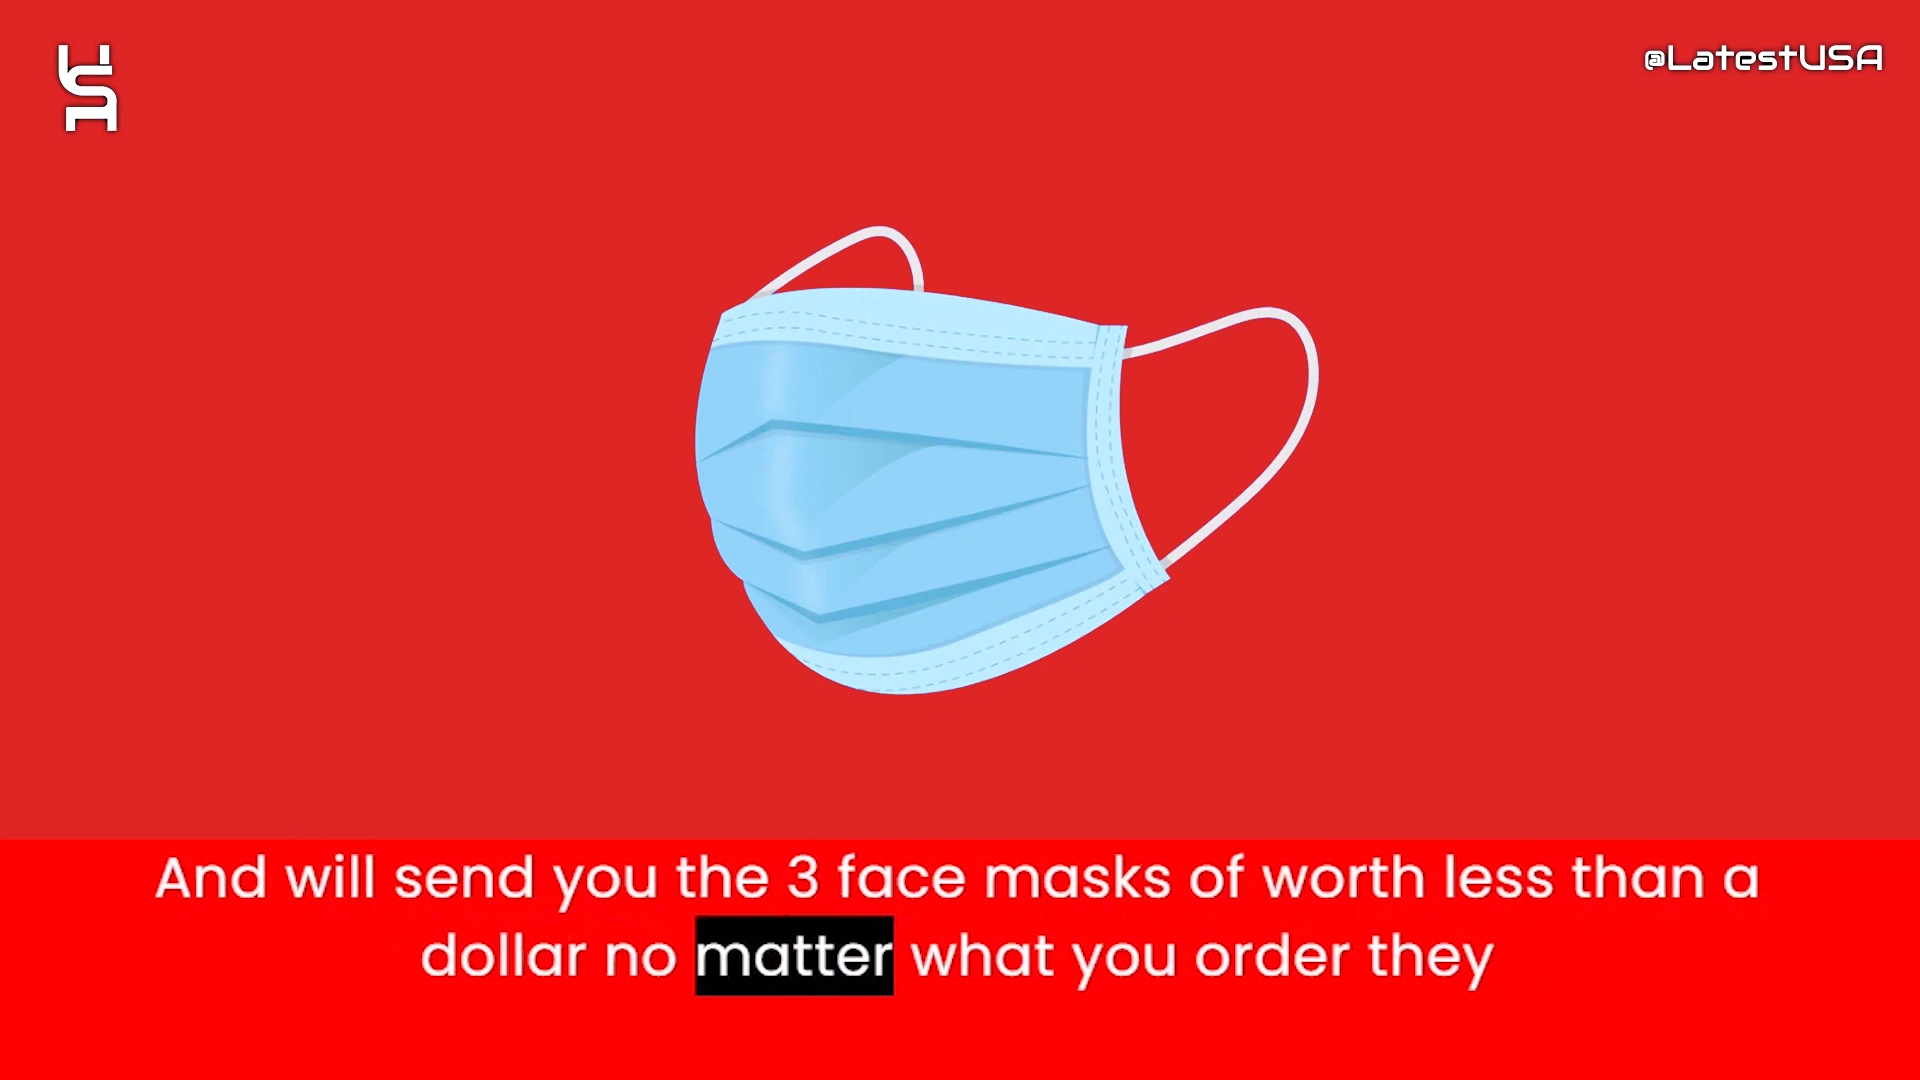 USA
@LatestUSA
And will send you the 3 face masks of worth less than a
dollar no matter what you order they